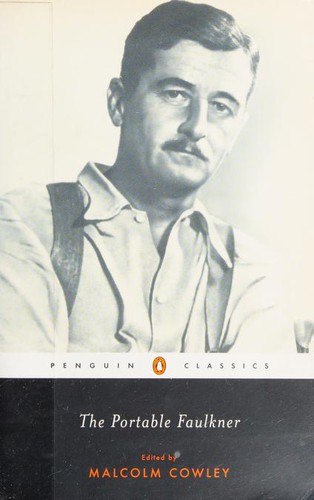 PENGUIN CLASSICS
The Portable Faulkner
Edited by
MALCOLM COWLEY